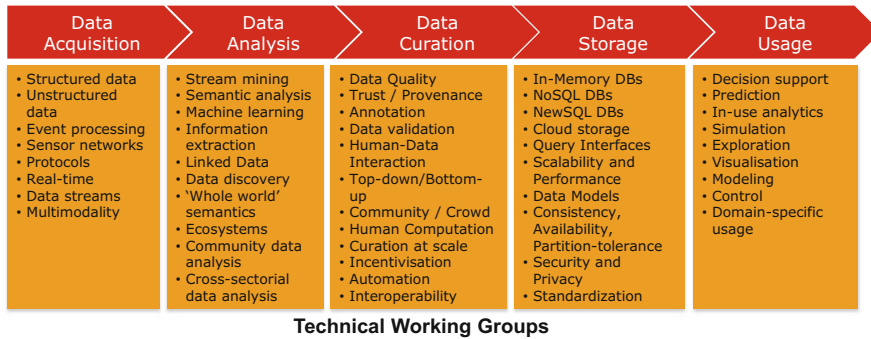 Data
Acquisition
Data
Analysis
Data
Curation
Data
Storage
Data
Usage
• Structured data
• Unstructured
data
• Event processing
• Sensor networks
• Protocols
• Real-time
• Data streams
• Multimodality
• Stream mining
• Semantic analysis
• Machine learning
• Information
extraction
• Linked Data
• Data discovery
• ‘Whole world’
semantics
• Ecosystems
• Community data
analysis
• Cross-sectorial
data analysis
• Data Quality
• Trust / Provenance
• Annotation
• Data validation
• Human-Data
Interaction
• Top-down/Bottom-
up
• Community / Crowd
• Human Computation
• Curation at scale
• Incentivisation
• Automation
• Interoperability
• In-Memory DBs
• NoSQL DBs
• NewSQL DBs
• Cloud storage
• Query Interfaces
• Scalability and
Performance
• Data Models
• Consistency,
Availability,
Partition-tolerance
• Security and
Privacy
• Standardization
• Decision support
• Prediction
• In-use analytics
• Simulation
• Exploration
• Visualisation
• Modeling
• Control
• Domain-specific
usage
Technical Working Groups